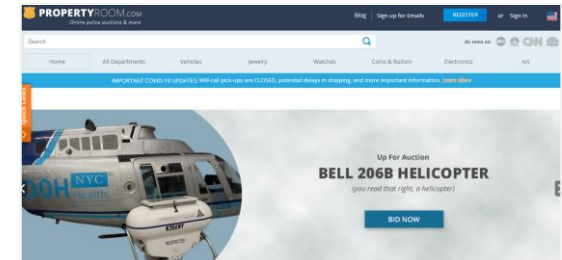 PROPERTYROOM.COM
Online police auctions & more
Blog
Sign up for Emails
REGISTER
or
Sign In
Search
As seen on
CNN
Home
All Departments
Vehicles
Jewelry
Watches
Coins & Bullion
Electronics
Art
IMPORTANT COVID-19 UPDATES: Will-call pick-ups are CLOSED, potential delays in shipping, and more important information. Learn More
Quick Links
NYC
Health
Up For Auction
BELL 206B HELICOPTER
(you read that right, a helicopter)
BID NOW